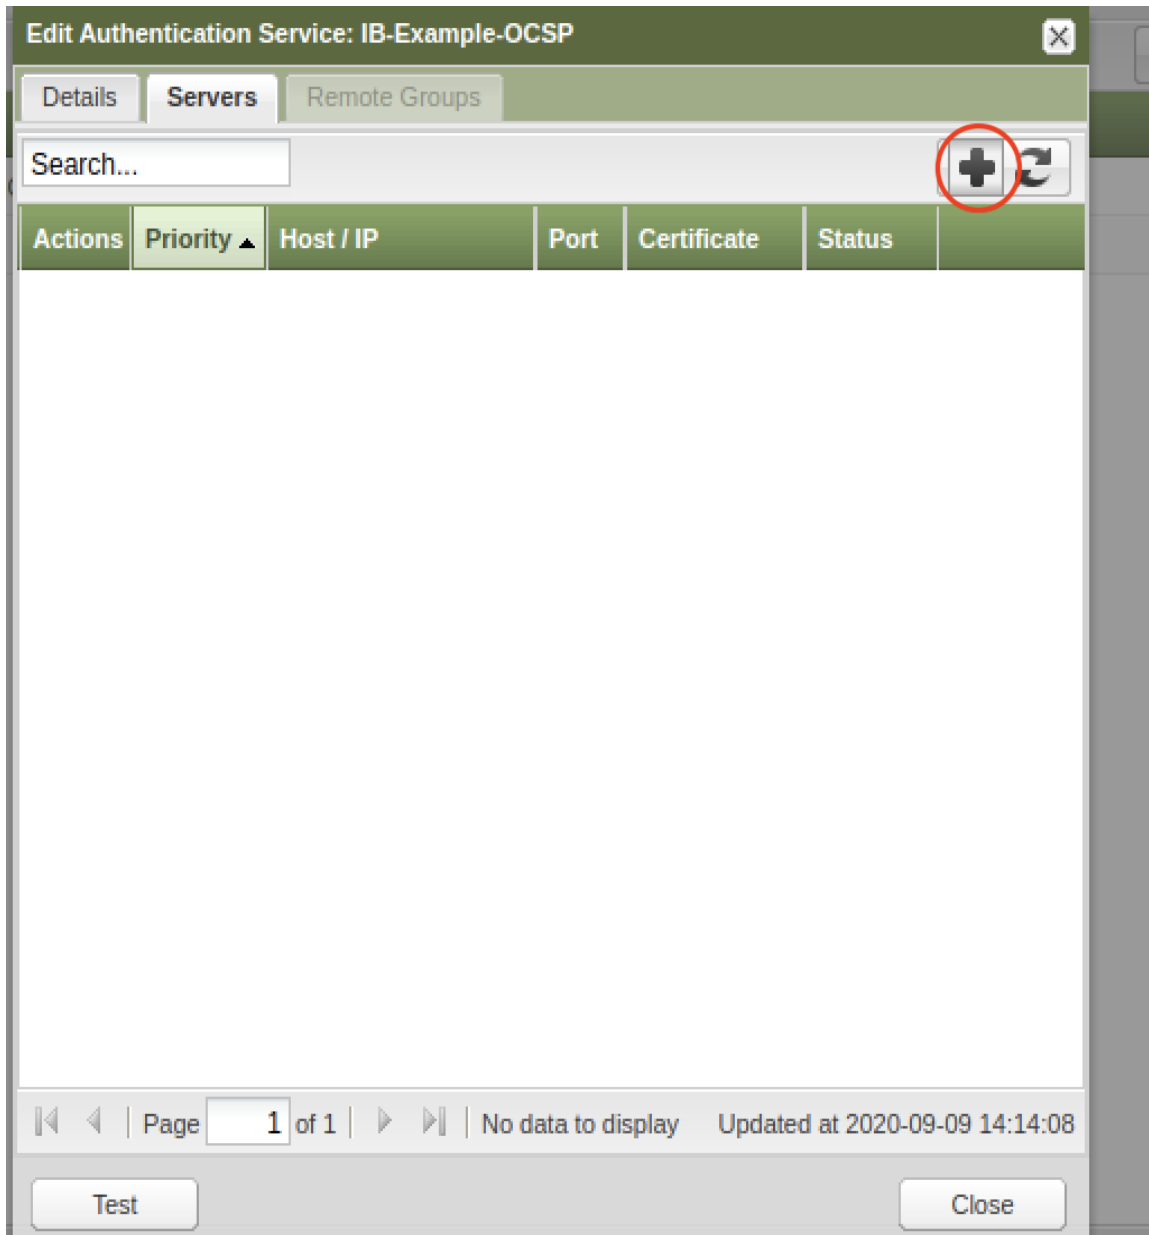 Edit Authentication Service: IB-Example-OCSP
Details Servers Remote Groups
Search...
Actions Priority Host / IP Port Certificate Status
Page 1 of 1 No data to display Updated at 2020-09-09 14:14:08
Test Close